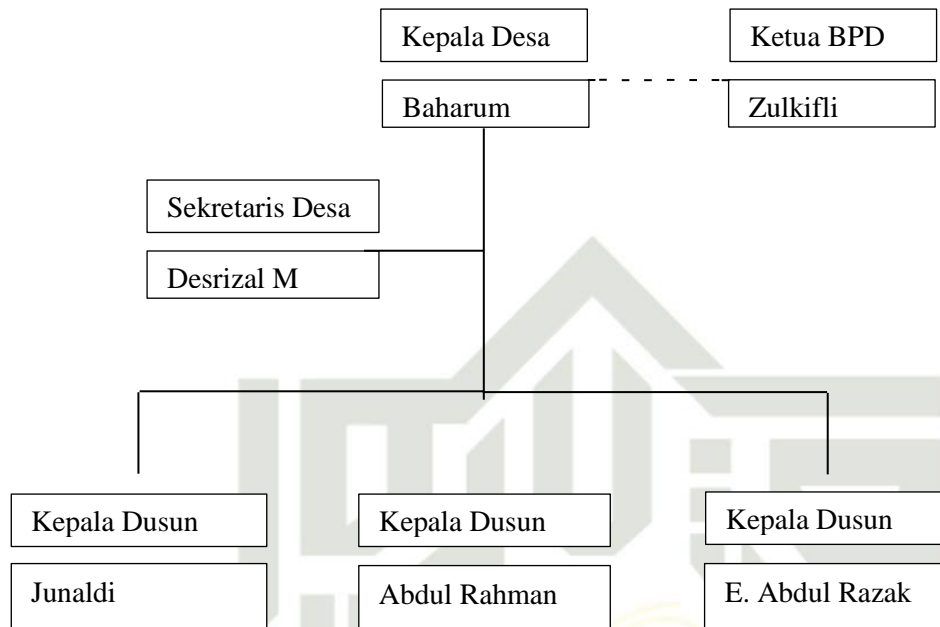 Kepala Desa
Ketua BPD
Baharum
Zulkifli
Sekretaris Desa
Desrizal M
Kepala Dusun
Kepala Dusun
Kepala Dusun
Junaldi
Abdul Rahman
E. Abdul Razak